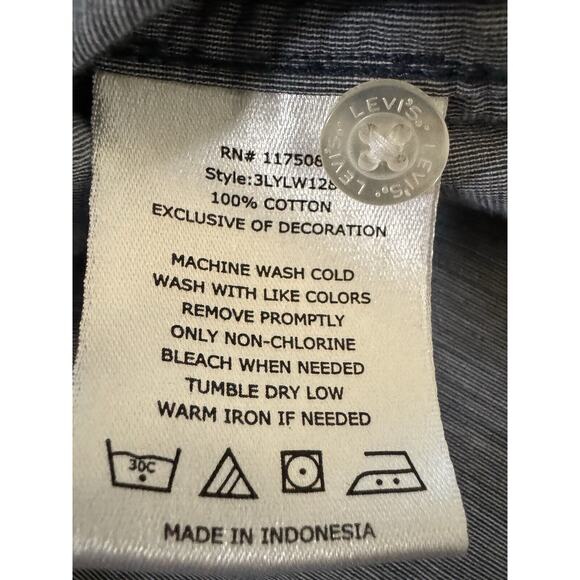 LEVI'S. LEVI'S. LEVI'S.
RN# 117506
Style:3LYLW128
100% COTTON
EXCLUSIVE OF DECORATION
MACHINE WASH COLD
WASH WITH LIKE COLORS
REMOVE PROMPTLY
ONLY NON-CHLORINE
BLEACH WHEN NEEDED
TUMBLE DRY LOW
WARM IRON IF NEEDED
30C
MADE IN INDONESIA